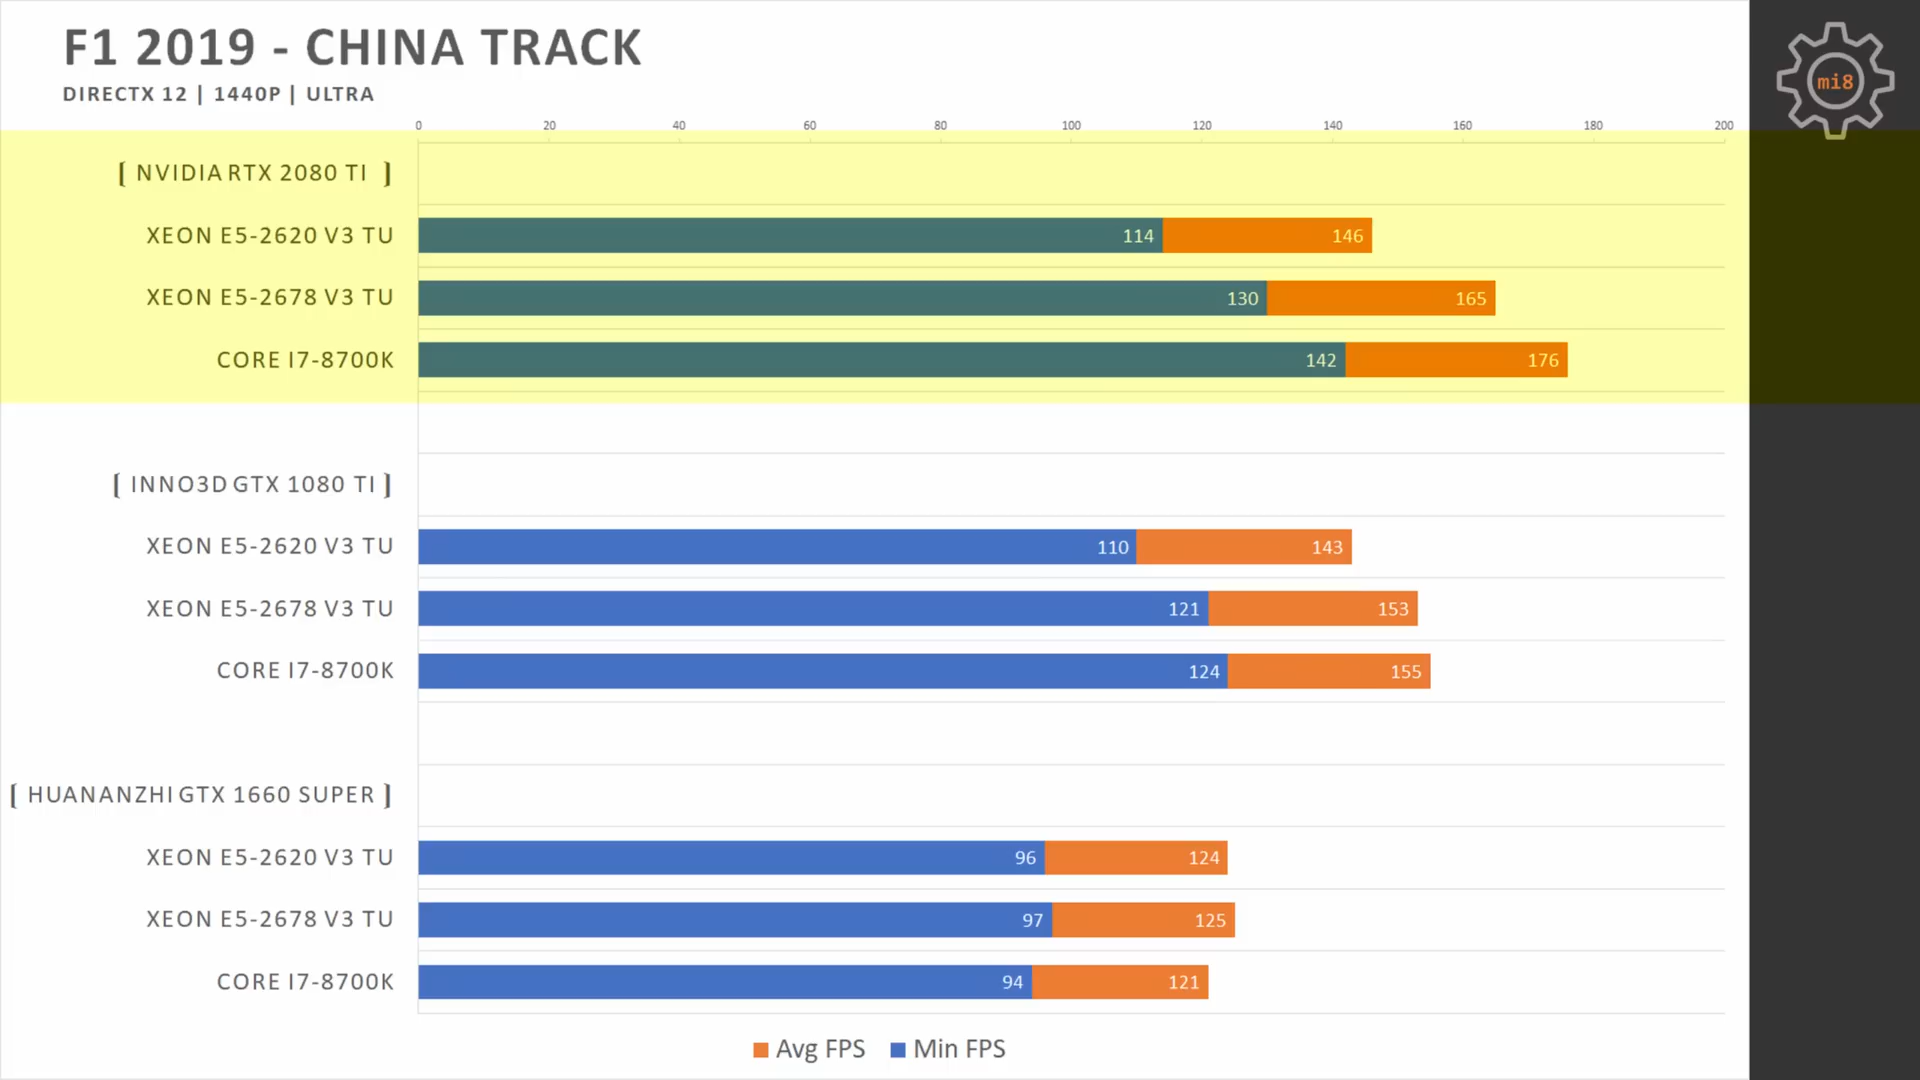 F1 2019 - CHINA TRACK
DIRECTX 12 | 1440P | ULTRA
mi8
0 20 40 60 80 100 120 140 160 180 200
[ NVIDIA RTX 2080 TI ]
XEON E5-2620 V3 TU 114 146
XEON E5-2678 V3 TU 130 165
CORE I7-8700K 142 176
[ INNO3D GTX 1080 TI ]
XEON E5-2620 V3 TU 110 143
XEON E5-2678 V3 TU 121 153
CORE I7-8700K 124 155
[ HUANANZHI GTX 1660 SUPER ]
XEON E5-2620 V3 TU 96 124
XEON E5-2678 V3 TU 97 125
CORE I7-8700K 94 121
Avg FPS Min FPS